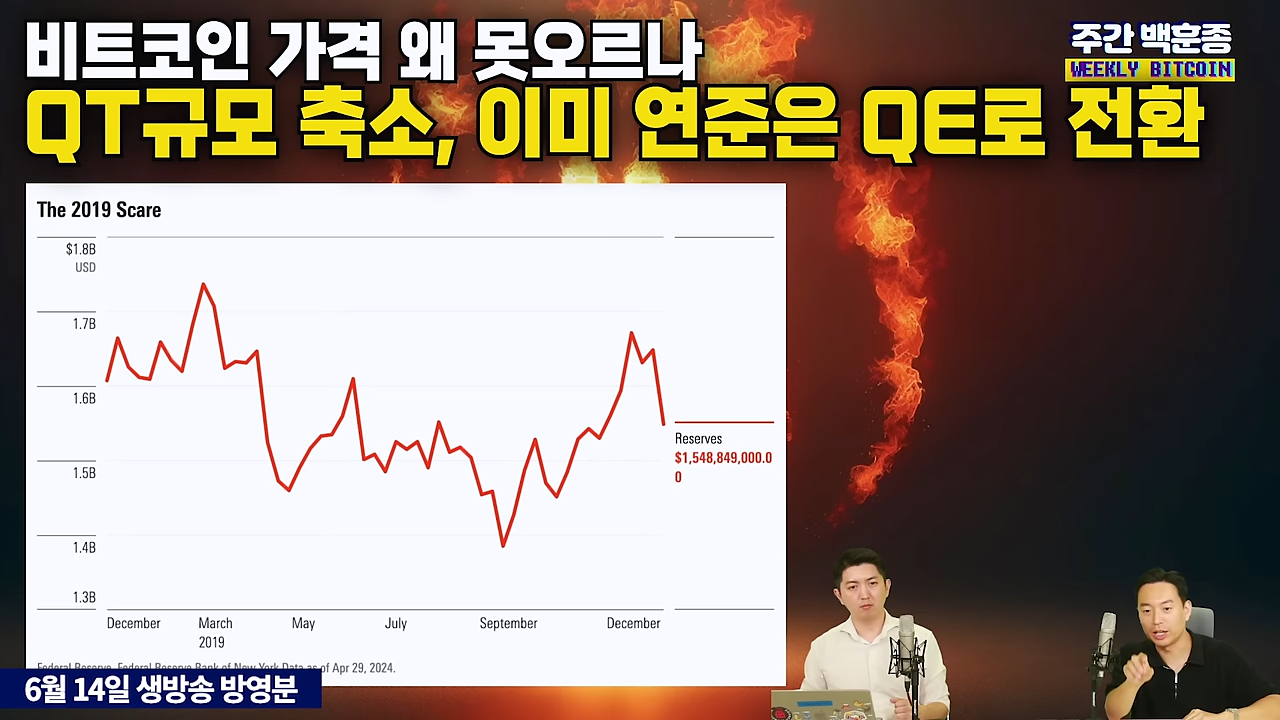 비트코인 가격 왜 못오르나
주간 백훈종
WEEKLY BITCOIN
QT규모 축소, 이미 연준은 QE로 전환
The 2019 Scare
$1.8B
USD
1.7B
1.6B
1.5B
1.4B
1.3B
Reserves
$1,548,849,000.0
0
December
March
2019
May
July
September
December
Federal Reserve, Federal Reserve Bank of New York Data as of Apr 29, 2024.
6월 14일 생방송 방영분